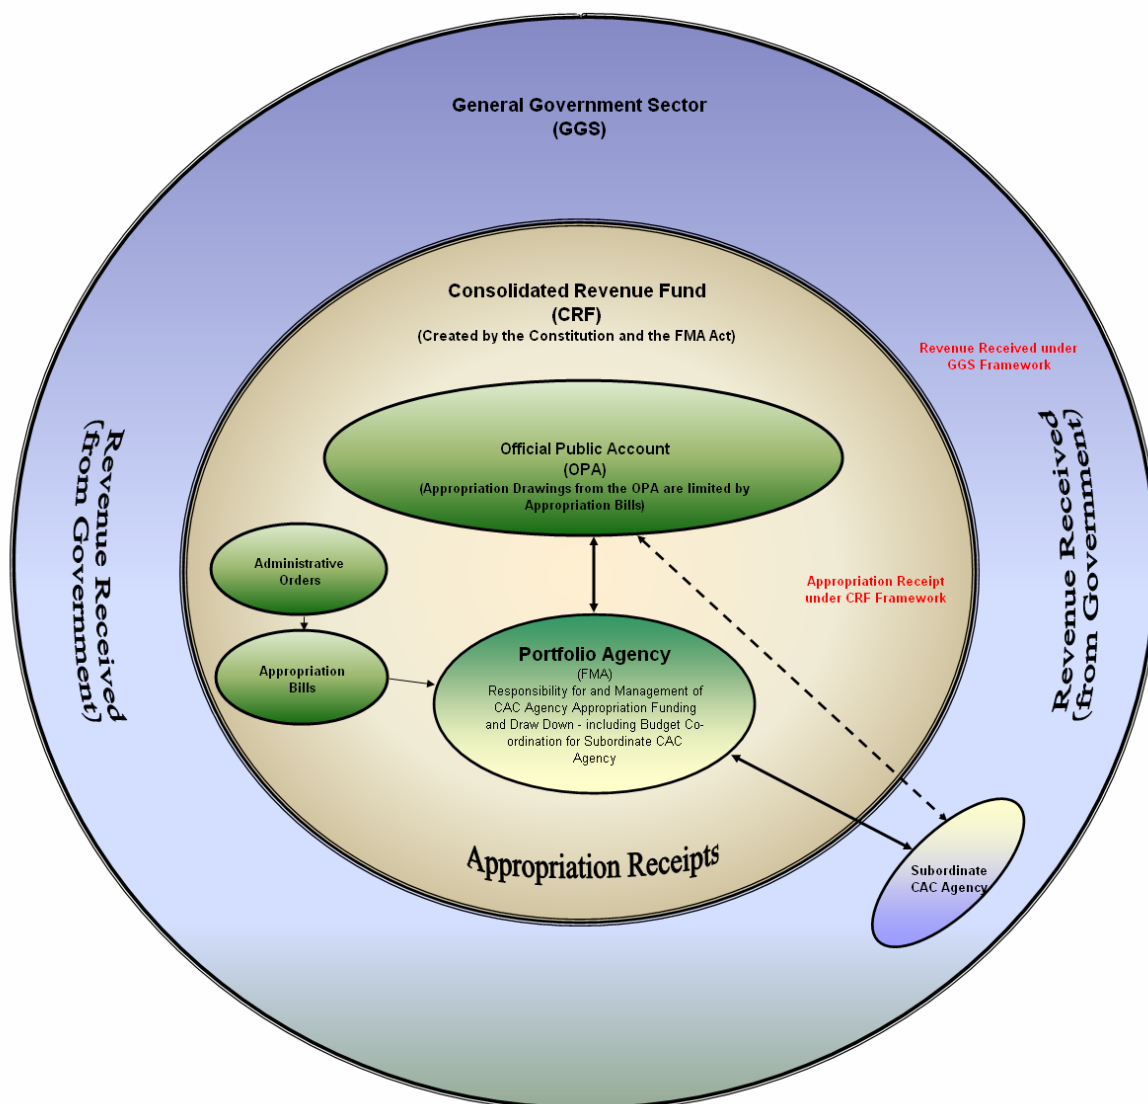 General Government Sector
(GGS)
Consolidated Revenue Fund
(CRF)
(Created by the Constitution and the FMA Act)
Revenue Received under
GGS Framework
Official Public Account
(OPA)
(Appropriation Drawings from the OPA are limited by
Appropriation Bills)
Revenue Received
(from Government)
Revenue Received
(from Government)
Administrative
Orders
Appropriation Receipt
under CRF Framework
Appropriation
Bills
Portfolio Agency
(FMA)
Responsibility for and Management of
CAC Agency Appropriation Funding
and Draw Down - including Budget Co-
ordination for Subordinate CAC
Agency
Appropriation Receipts
Subordinate
CAC Agency